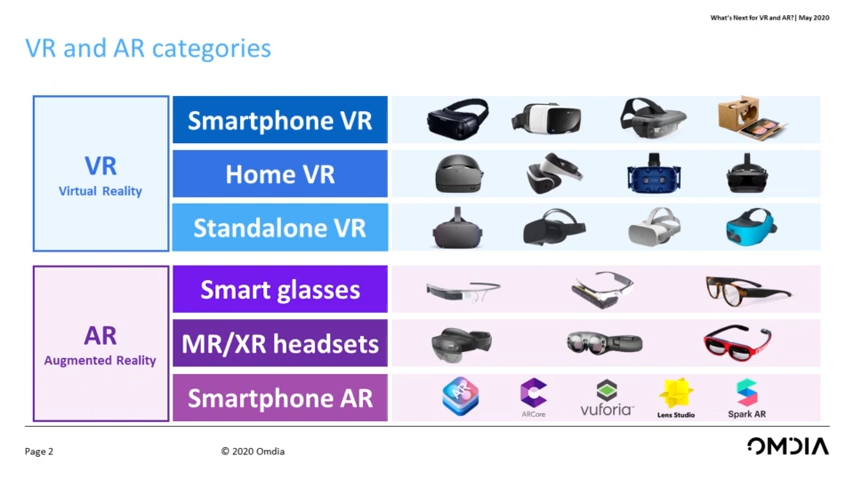 What's Next for VR and AR?| May 2020
VR and AR categories
VR
Virtual Reality
Smartphone VR
Home VR
Standalone VR
AR
Augmented Reality
Smart glasses
MR/XR headsets
Smartphone AR
ARCore
vuforia™
Lens Studio
Spark AR
Page 2
© 2020 Omdia
OMDIA